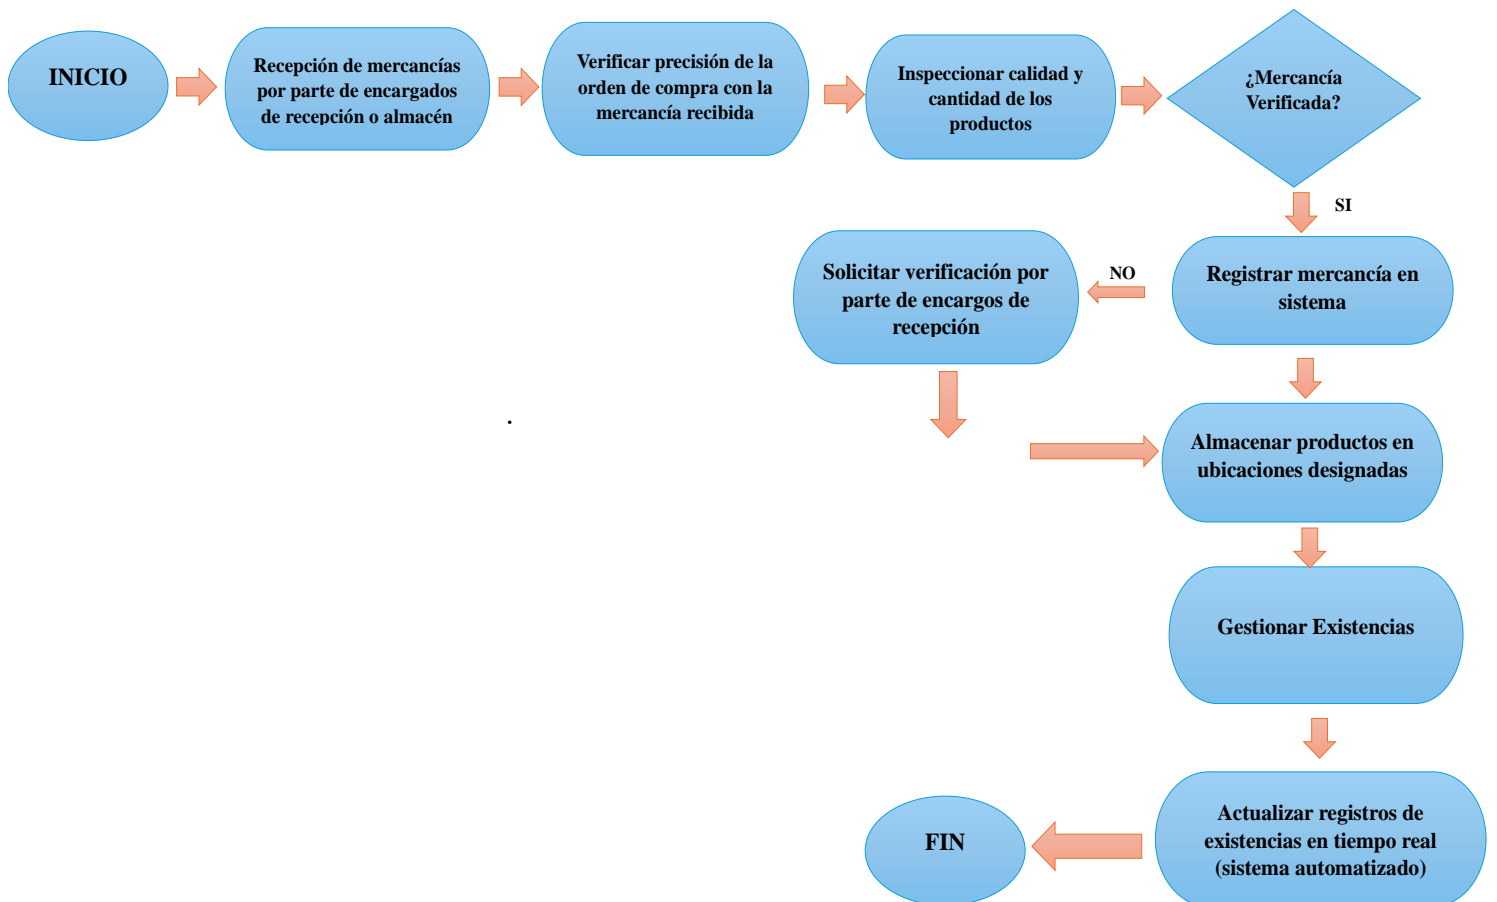 INICIO
Recepción de mercancías
por parte de encargados
de recepción o almacén
Verificar precisión de la
orden de compra con la
mercancía recibida
Inspeccionar calidad y
cantidad de los
productos
¿Mercancía
Verificada?
SI
Registrar mercancía en
sistema
NO
Solicitar verificación por
parte de encargos de
recepción
.
Almacenar productos en
ubicaciones designadas
Gestionar Existencias
Actualizar registros de
existencias en tiempo real
(sistema automatizado)
FIN